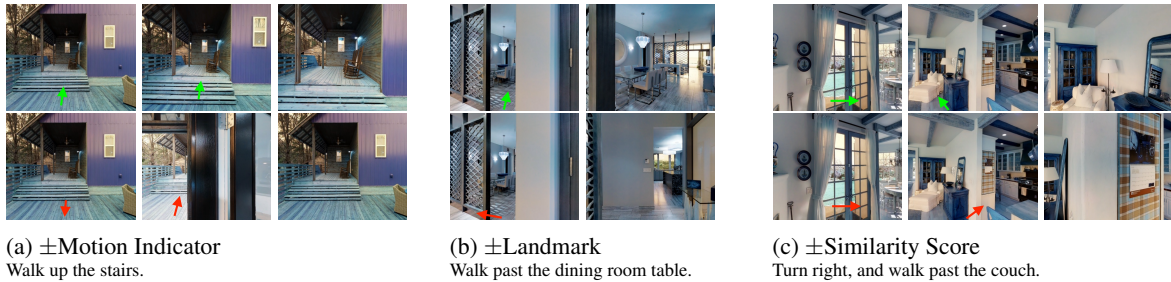 (a) ±Motion Indicator
Walk up the stairs.
(b) ±Landmark
Walk past the dining room table.
(c) ±Similarity Score
Turn right, and walk past the couch.